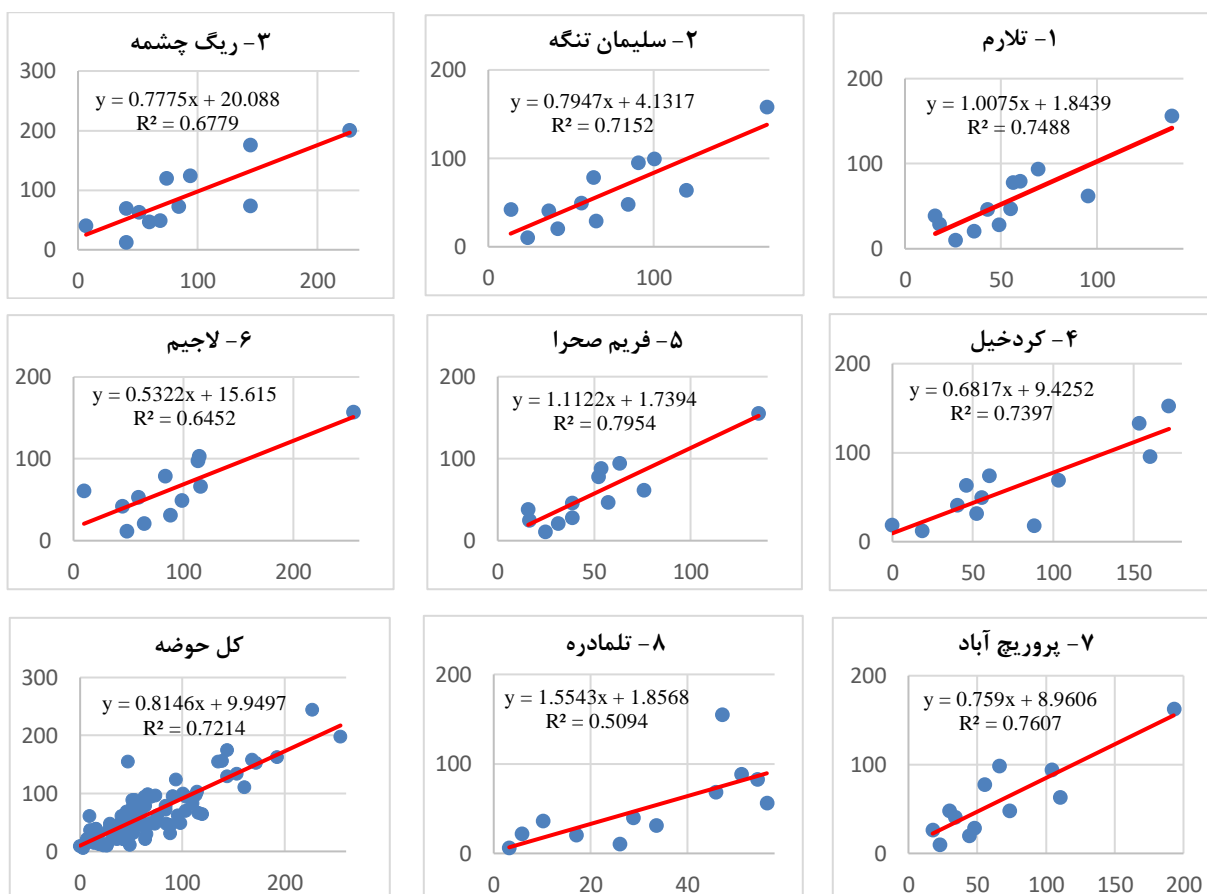 ۱- تلارم
200
y = 1.0075x + 1.8439
R² = 0.7488
100
0
0 50 100
۲- سلیمان تنگه
200
y = 0.7947x + 4.1317
R² = 0.7152
100
0
0 100
۳- ریگ چشمه
300
y = 0.7775x + 20.088
R² = 0.6779
200
100
0
0 100 200
۴- کردخیل
200
y = 0.6817x + 9.4252
R² = 0.7397
100
0
0 50 100 150
۵- فریم صحرا
200
y = 1.1122x + 1.7394
R² = 0.7954
100
0
0 50 100
۶- لاجیم
200
y = 0.5322x + 15.615
R² = 0.6452
100
0
0 100 200
۷- پروریچ آباد
200
y = 0.759x + 8.9606
R² = 0.7607
100
0
0 50 100 150 200
۸- تلمادره
200
y = 1.5543x + 1.8568
R² = 0.5094
100
0
0 20 40
کل حوضه
300
y = 0.8146x + 9.9497
R² = 0.7214
200
100
0
0 100 200